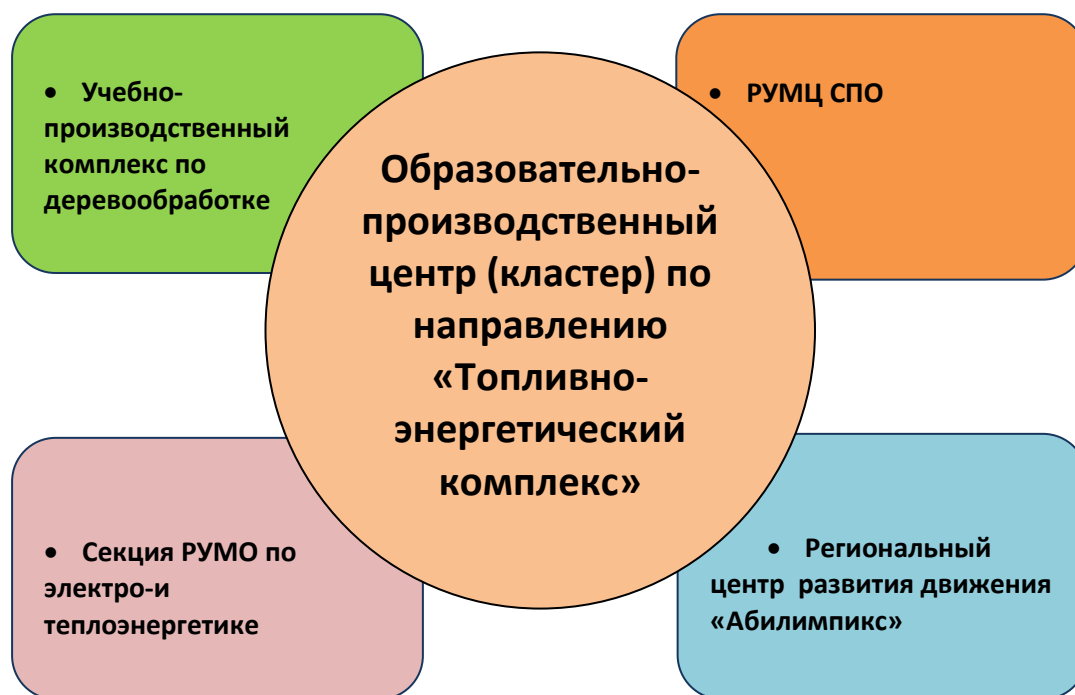 • Учебно-
производственный
комплекс по
деревообработке
• РУМЦ СПО
Образовательно-
производственный
центр (кластер) по
направлению
«Топливно-
энергетический
комплекс»
• Секция РУМО по
электро-и
теплоэнергетике
• Региональный
центр развития движения
«Абилимпикс»